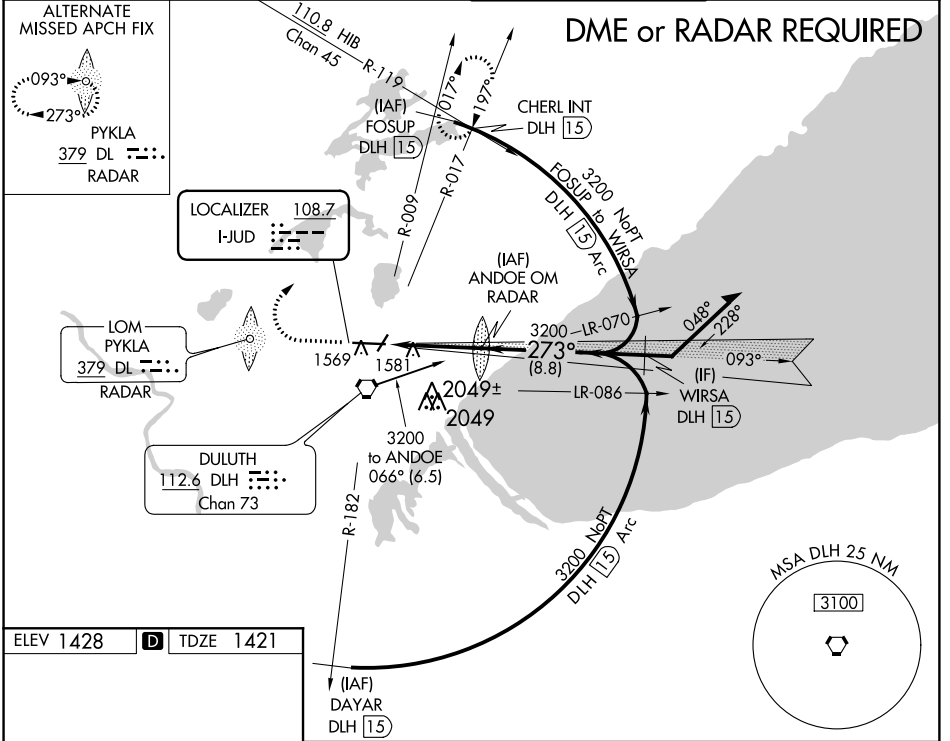 ALTERNATE
MISSED APCH FIX
093°
273°
PYKLA
379 DL
RADAR
DME or RADAR REQUIRED
110.8 HIB
Chan 45
R-119
017°
197°
(IAF)
FOSUP
DLH 15
CHERL INT
DLH 15
R-009
R-017
3200 NoPT
FOSUP to WIRSA
DLH 15 Arc
LOCALIZER 108.7
I-JUD
(IAF)
ANDOE OM
RADAR
LOM
PYKLA
379 DL
RADAR
1569
1581
3200
LR-070
273°
(8.8)
048°
228°
093°
(IF)
WIRSA
DLH 15
LR-086
2049±
2049
3200
to ANDOE
066° (6.5)
DULUTH
112.6 DLH
Chan 73
R-182
3200 NoPT
DLH 15 Arc
MSA DLH 25 NM
3100
ELEV 1428 D TDZE 1421
(IAF)
DAYAR
DLH 15